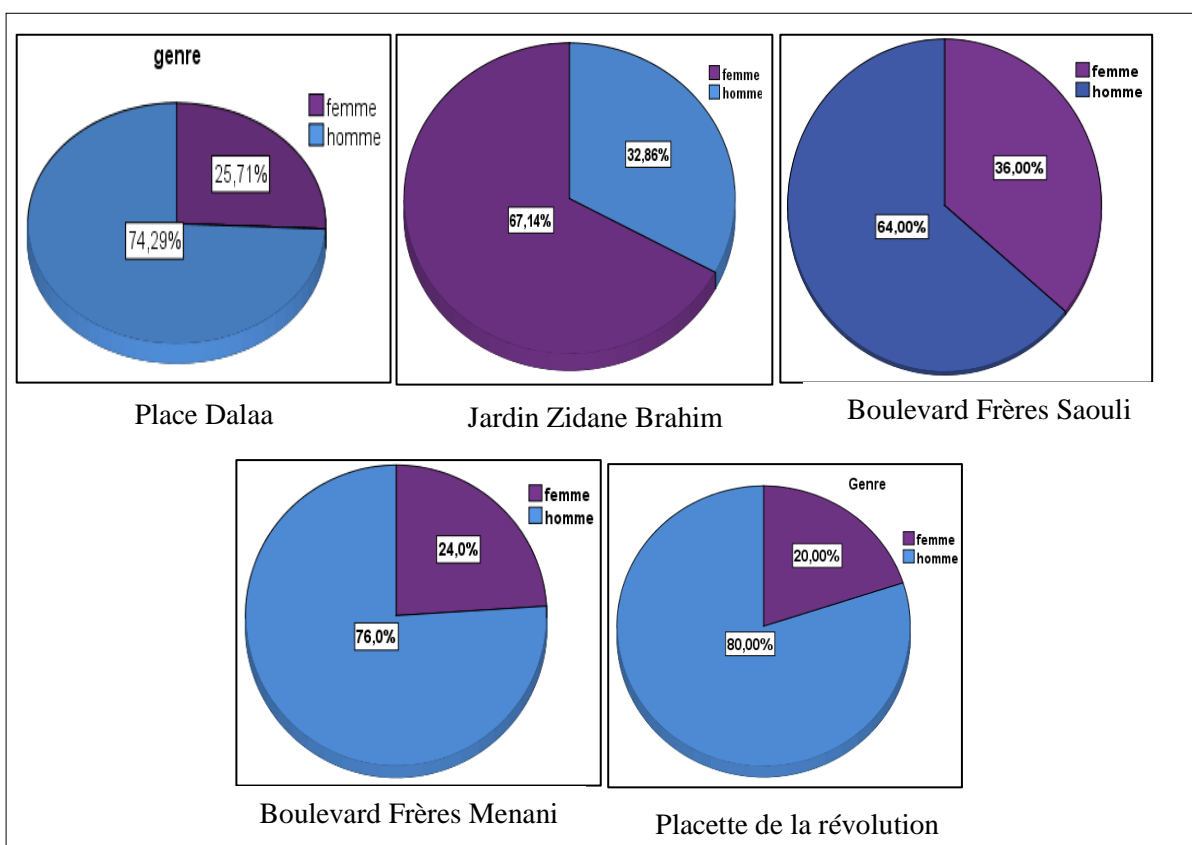 genre
femme
homme
25,71%
74,29%
Place Dalaa
femme
homme
32,86%
67,14%
Jardin Zidane Brahim
femme
homme
36,00%
64,00%
Boulevard Frères Saouli
femme
homme
24,0%
76,0%
Boulevard Frères Menani
Genre
femme
homme
20,00%
80,00%
Placette de la révolution